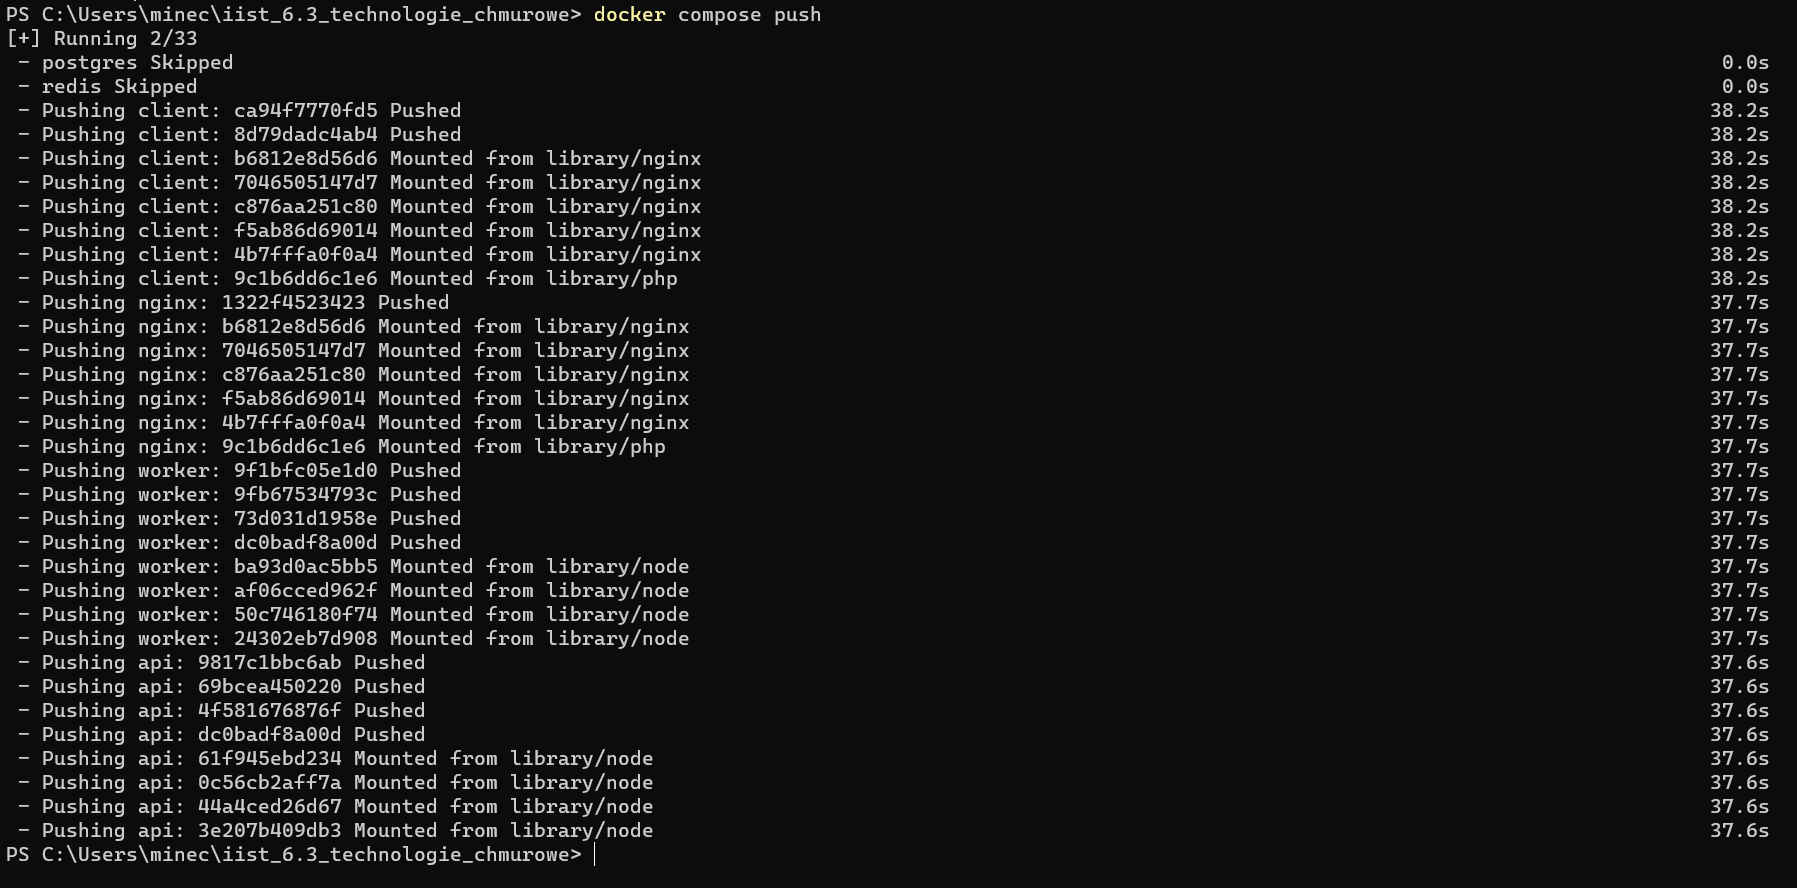 PS C:\Users\minec\iist_6.3_technologie_chmurowe> docker compose push
[+] Running 2/33
 - postgres Skipped 0.0s
 - redis Skipped 0.0s
 - Pushing client: ca94f7770fd5 Pushed 38.2s
 - Pushing client: 8d79dadc4ab4 Pushed 38.2s
 - Pushing client: b6812e8d56d6 Mounted from library/nginx 38.2s
 - Pushing client: 7046505147d7 Mounted from library/nginx 38.2s
 - Pushing client: c876aa251c80 Mounted from library/nginx 38.2s
 - Pushing client: f5ab86d69014 Mounted from library/nginx 38.2s
 - Pushing client: 4b7fffa0f0a4 Mounted from library/nginx 38.2s
 - Pushing client: 9c1b6dd6c1e6 Mounted from library/php 38.2s
 - Pushing nginx: 1322f4523423 Pushed 37.7s
 - Pushing nginx: b6812e8d56d6 Mounted from library/nginx 37.7s
 - Pushing nginx: 7046505147d7 Mounted from library/nginx 37.7s
 - Pushing nginx: c876aa251c80 Mounted from library/nginx 37.7s
 - Pushing nginx: f5ab86d69014 Mounted from library/nginx 37.7s
 - Pushing nginx: 4b7fffa0f0a4 Mounted from library/nginx 37.7s
 - Pushing nginx: 9c1b6dd6c1e6 Mounted from library/php 37.7s
 - Pushing worker: 9f1bfc05e1d0 Pushed 37.7s
 - Pushing worker: 9fb67534793c Pushed 37.7s
 - Pushing worker: 73d031d1958e Pushed 37.7s
 - Pushing worker: dc0badf8a00d Pushed 37.7s
 - Pushing worker: ba93d0ac5bb5 Mounted from library/node 37.7s
 - Pushing worker: af06cced962f Mounted from library/node 37.7s
 - Pushing worker: 50c746180f74 Mounted from library/node 37.7s
 - Pushing worker: 24302eb7d908 Mounted from library/node 37.7s
 - Pushing api: 9817c1bbc6ab Pushed 37.6s
 - Pushing api: 69bcea450220 Pushed 37.6s
 - Pushing api: 4f581676876f Pushed 37.6s
 - Pushing api: dc0badf8a00d Pushed 37.6s
 - Pushing api: 61f945ebd234 Mounted from library/node 37.6s
 - Pushing api: 0c56cb2aff7a Mounted from library/node 37.6s
 - Pushing api: 44a4ced26d67 Mounted from library/node 37.6s
 - Pushing api: 3e207b409db3 Mounted from library/node 37.6s
PS C:\Users\minec\iist_6.3_technologie_chmurowe>